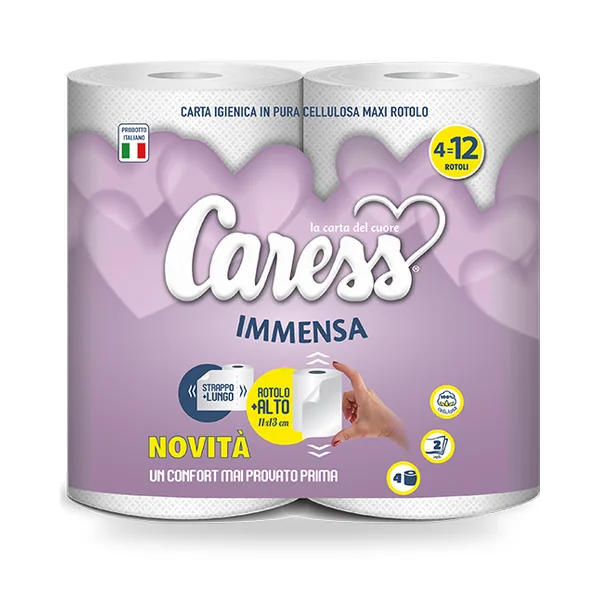 CARTA IGIENICA IN PURA CELLULOSA MAXI ROTOLO
PRODOTTO
ITALIANO
4=12
ROTOLI
la carta del cuore
Caress®
IMMENSA
STRAPPO
+LUNGO
ROTOLO
+ALTO
11x13 cm
NOVITÀ
UN CONFORT MAI PROVATO PRIMA
100%
CELLULOSA
2
4